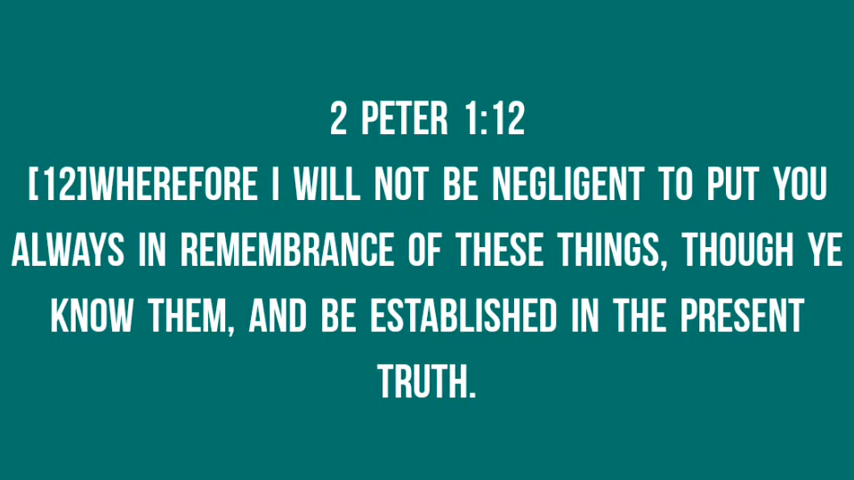 2 PETER 1:12
[12]WHEREFORE I WILL NOT BE NEGLIGENT TO PUT YOU
ALWAYS IN REMEMBRANCE OF THESE THINGS, THOUGH YE
KNOW THEM, AND BE ESTABLISHED IN THE PRESENT
TRUTH.